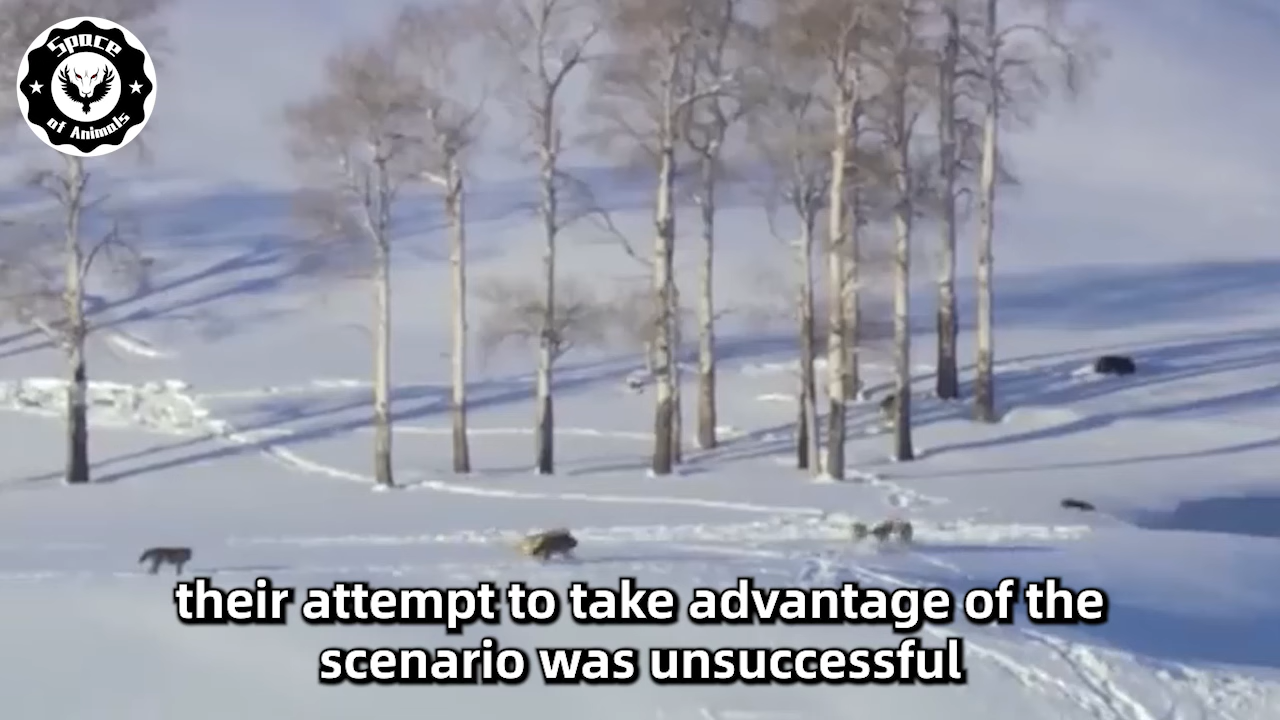 Space
of Animals
their attempt to take advantage of the
scenario was unsuccessful